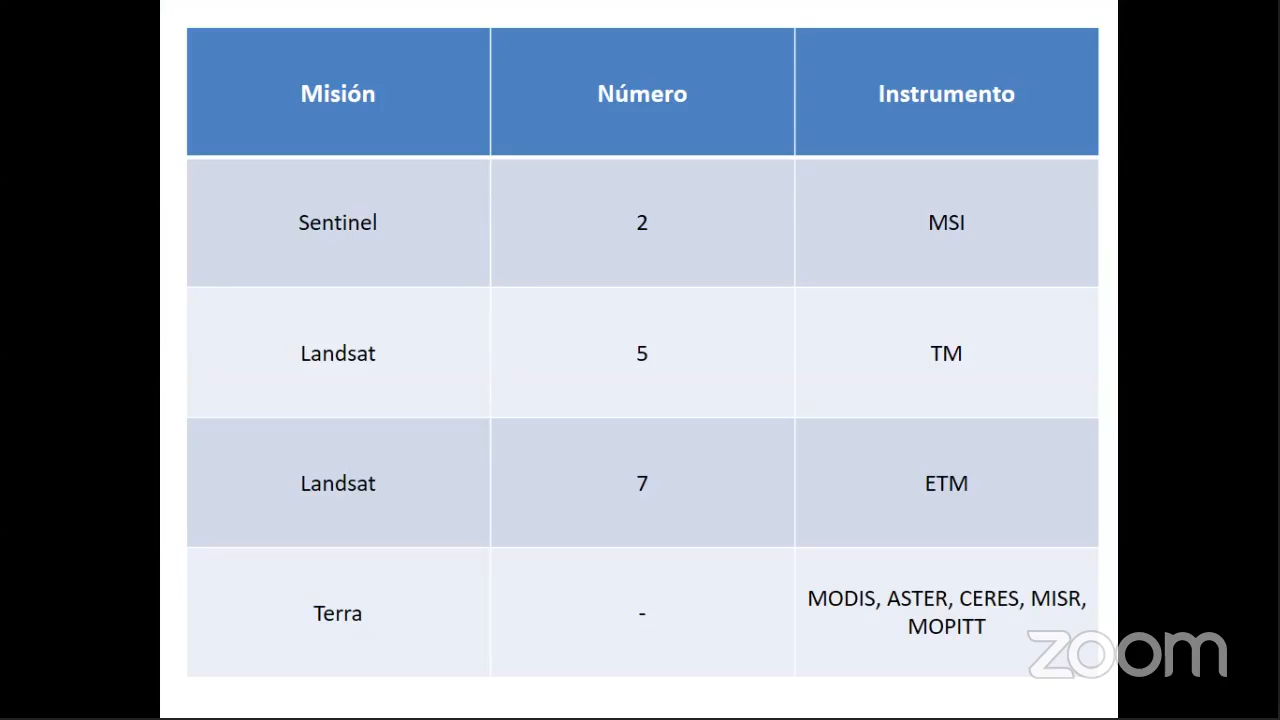 Misión Número Instrumento
Sentinel 2 MSI
Landsat 5 TM
Landsat 7 ETM
Terra - MODIS, ASTER, CERES, MISR,
MOPITT
zoom